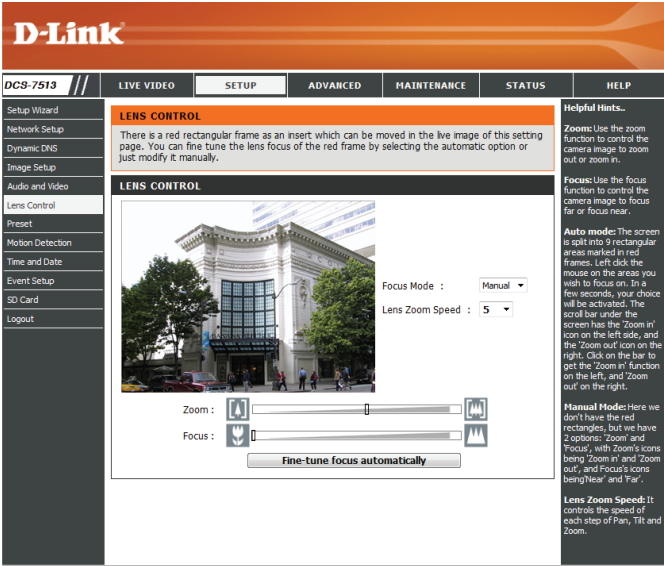 D-Link
DCS-7513 // LIVE VIDEO SETUP ADVANCED MAINTENANCE STATUS HELP
Setup Wizard
Network Setup
Dynamic DNS
Image Setup
Audio and Video
Lens Control
Preset
Motion Detection
Time and Date
Event Setup
SD Card
Logout
LENS CONTROL
There is a red rectangular frame as an insert which can be moved in the live image of this setting
page. You can fine tune the lens focus of the red frame by selecting the automatic option or
just modify it manually.
LENS CONTROL
Focus Mode : Manual
Lens Zoom Speed : 5
Zoom :
Focus :
Fine-tune focus automatically
Helpful Hints..
Zoom: Use the zoom
function to control the
camera image to zoom
out or zoom in.
Focus: Use the focus
function to control the
camera image to focus
far or focus near.
Auto mode: The screen
is split into 9 rectangular
areas marked in red
frames. Left click the
mouse on the areas you
wish to focus on. In a
few seconds, your choice
will be activated. The
scroll bar under the
screen has the 'Zoom in'
icon on the left side, and
the 'Zoom out' icon on the
right. Click on the bar to
get the 'Zoom in' function
on the left, and 'Zoom
out' on the right.
Manual Mode: Here we
don't have the red
rectangles, but we have
2 options: 'Zoom' and
'Focus', with Zoom's icons
being 'Zoom in' and 'Zoom
out', and Focus's icons
being'Near' and 'Far'.
Lens Zoom Speed: It
controls the speed of
each step of Pan, Tilt and
Zoom.